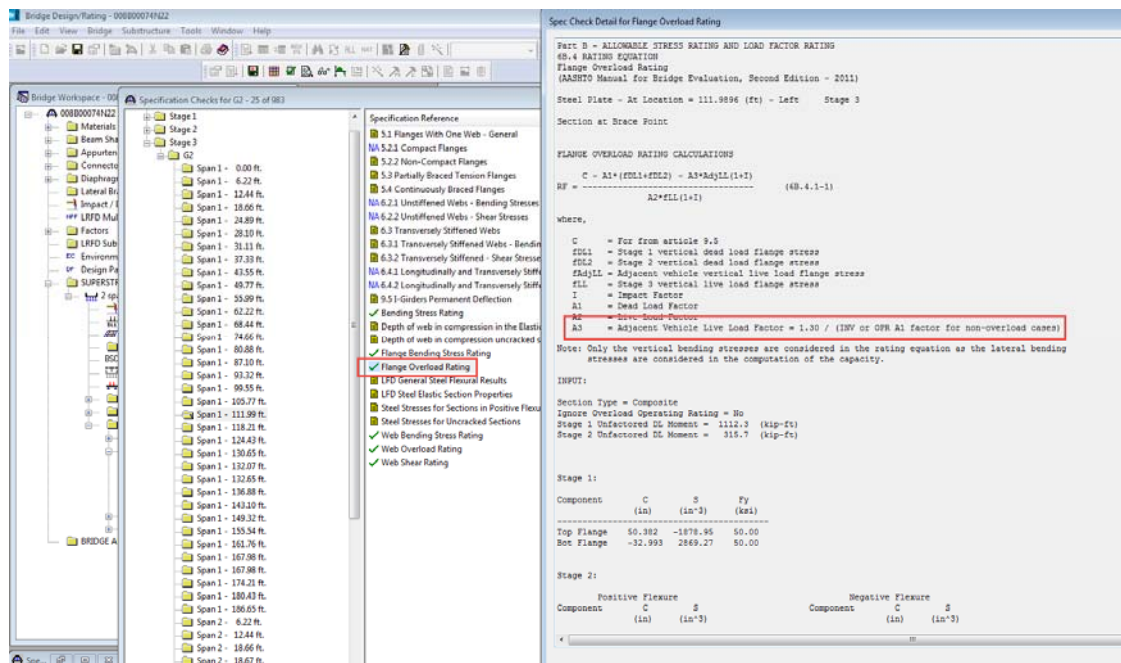 Bridge Design/Rating - 008B00074N22
File Edit View Bridge Substructure Tools Window Help
Bridge Workspace - 008
008B00074N22
Materials
Beam Sha
Appurten
Connecto
Diaphrag
Lateral Br
Impact / D
LRFD Mul
Factors
LRFD Sub
Environm
Design Pa
SUPERSTR
2 spa
BRIDGE A
Specification Checks for G2 - 25 of 983
Stage 1
Stage 2
Stage 3
G2
Span 1 - 0.00 ft.
Span 1 - 6.22 ft.
Span 1 - 12.44 ft.
Span 1 - 18.66 ft.
Span 1 - 24.89 ft.
Span 1 - 28.10 ft.
Span 1 - 31.11 ft.
Span 1 - 37.33 ft.
Span 1 - 43.55 ft.
Span 1 - 49.77 ft.
Span 1 - 55.99 ft.
Span 1 - 62.22 ft.
Span 1 - 68.44 ft.
Span 1 - 74.66 ft.
Span 1 - 80.88 ft.
Span 1 - 87.10 ft.
Span 1 - 93.32 ft.
Span 1 - 99.55 ft.
Span 1 - 105.77 ft.
Span 1 - 111.99 ft.
Span 1 - 118.21 ft.
Span 1 - 124.43 ft.
Span 1 - 130.65 ft.
Span 1 - 132.07 ft.
Span 1 - 132.65 ft.
Span 1 - 136.88 ft.
Span 1 - 143.10 ft.
Span 1 - 149.32 ft.
Span 1 - 155.54 ft.
Span 1 - 161.76 ft.
Span 1 - 167.98 ft.
Span 1 - 167.98 ft.
Span 1 - 174.21 ft.
Span 1 - 180.43 ft.
Span 1 - 186.65 ft.
Span 2 - 6.22 ft.
Span 2 - 12.44 ft.
Span 2 - 18.66 ft.
Span 2 - 18.67 ft.
Specification Reference
5.1 Flanges With One Web - General
NA 5.2.1 Compact Flanges
5.2.2 Non-Compact Flanges
5.3 Partially Braced Tension Flanges
5.4 Continuously Braced Flanges
NA 6.2.1 Unstiffened Webs - Bending Stresses
NA 6.2.2 Unstiffened Webs - Shear Stresses
6.3 Transversely Stiffened Webs
6.3.1 Transversely Stiffened Webs - Bendin
6.3.2 Transversely Stiffened - Shear Stresse
NA 6.4.1 Longitudinally and Transversely Stiffe
NA 6.4.2 Longitudinally and Transversely Stiffe
9.5 I-Girders Permanent Deflection
Depth of web in compression in the Elastic
Depth of web in compression uncracked s
Flange Bending Stress Rating
Flange Overload Rating
LFD General Steel Flexural Results
LFD Steel Elastic Section Properties
Steel Stresses for Sections in Positive Flexu
Steel Stresses for Uncracked Sections
Web Bending Stress Rating
Web Overload Rating
Web Shear Rating
Spec Check Detail for Flange Overload Rating
Part B - ALLOWABLE STRESS RATING AND LOAD FACTOR RATING
6B.4 RATING EQUATION
Flange Overload Rating
(AASHTO Manual for Bridge Evaluation, Second Edition - 2011)
Steel Plate - At Location = 111.9896 (ft) - Left Stage 3
Section at Brace Point
FLANGE OVERLOAD RATING CALCULATIONS
C - A1*(fDL1+fDL2) - A3*AdjLL(1+I)
RF = ----------------------------------- (6B.4.1-1)
A2*fLL(1+I)
where,
C = For from article 9.5
fDL1 = Stage 1 vertical dead load flange stress
fDL2 = Stage 2 vertical dead load flange stress
fAdjLL = Adjacent vehicle vertical live load flange stress
fLL = Stage 3 vertical live load flange stress
I = Impact Factor
A1 = Dead Load Factor
A2 = Live Load Factor
A3 = Adjacent Vehicle Live Load Factor = 1.30 / (INV or OPR A1 factor for non-overload cases)
Note: Only the vertical bending stresses are considered in the rating equation as the lateral bending
stresses are considered in the computation of the capacity.
INPUT:
Section Type = Composite
Ignore Overload Operating Rating = No
Stage 1 Unfactored DL Moment = 1112.3 (kip-ft)
Stage 2 Unfactored DL Moment = 315.7 (kip-ft)
Stage 1:
Component C S Fy
(in) (in^3) (ksi)
Top Flange 50.382 -1878.95 50.00
Bot Flange -32.993 2869.27 50.00
Stage 2:
Positive Flexure Negative Flexure
Component C S Component C S
(in) (in^3) (in) (in^3)